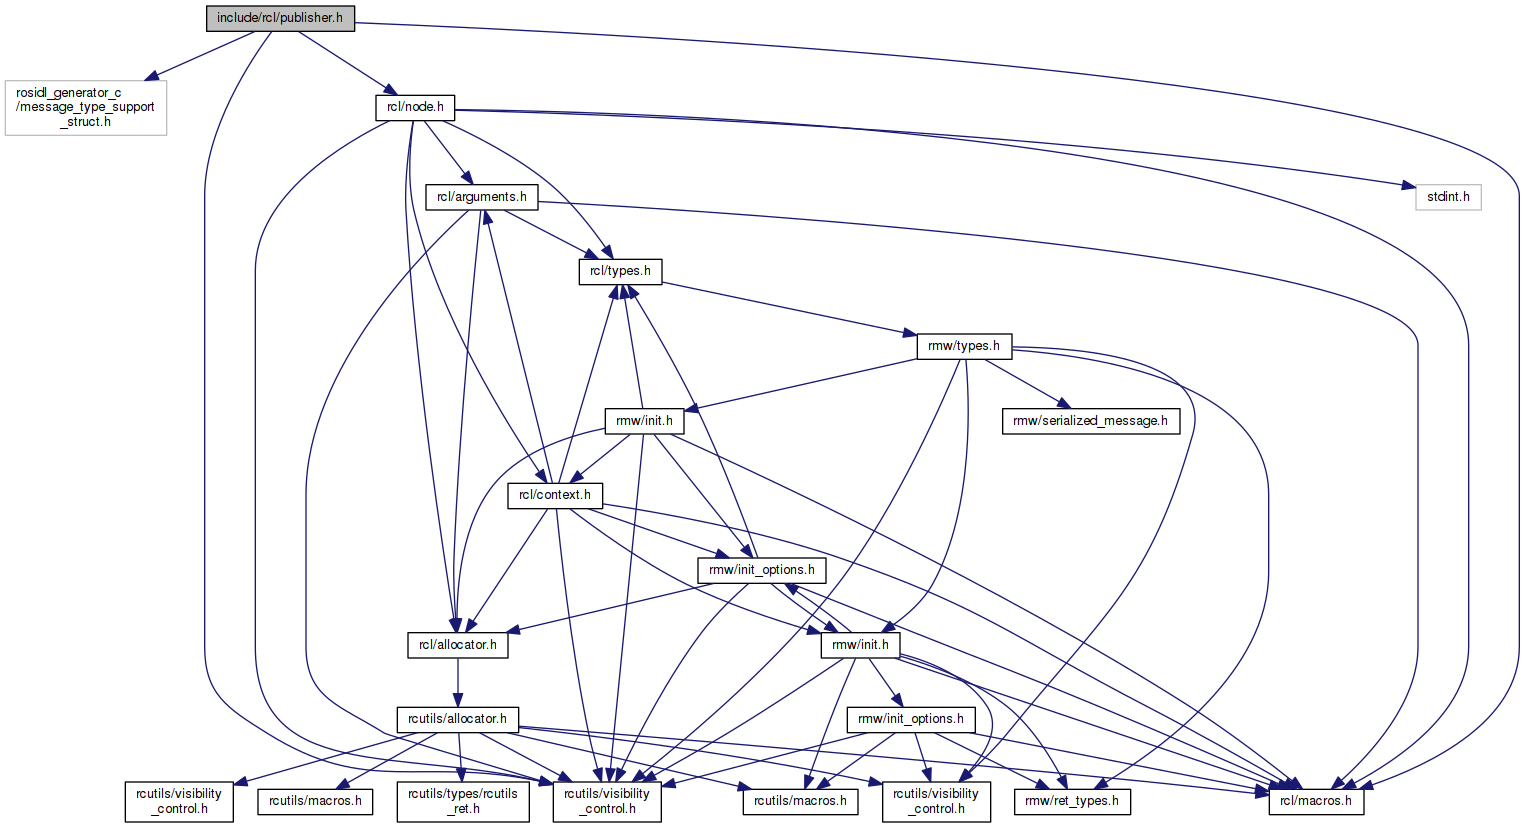 include/rcl/publisher.h
rosidl_generator_c
/message_type_support
_struct.h
rcl/node.h
rcl/arguments.h
stdint.h
rcl/types.h
rmw/types.h
rmw/init.h
rmw/serialized_message.h
rcl/context.h
rmw/init_options.h
rcl/allocator.h
rmw/init.h
rcutils/allocator.h
rmw/init_options.h
rcutils/visibility
_control.h
rcutils/macros.h
rcutils/types/rcutils
_ret.h
rcutils/visibility
_control.h
rcutils/macros.h
rcutils/visibility
_control.h
rmw/ret_types.h
rcl/macros.h